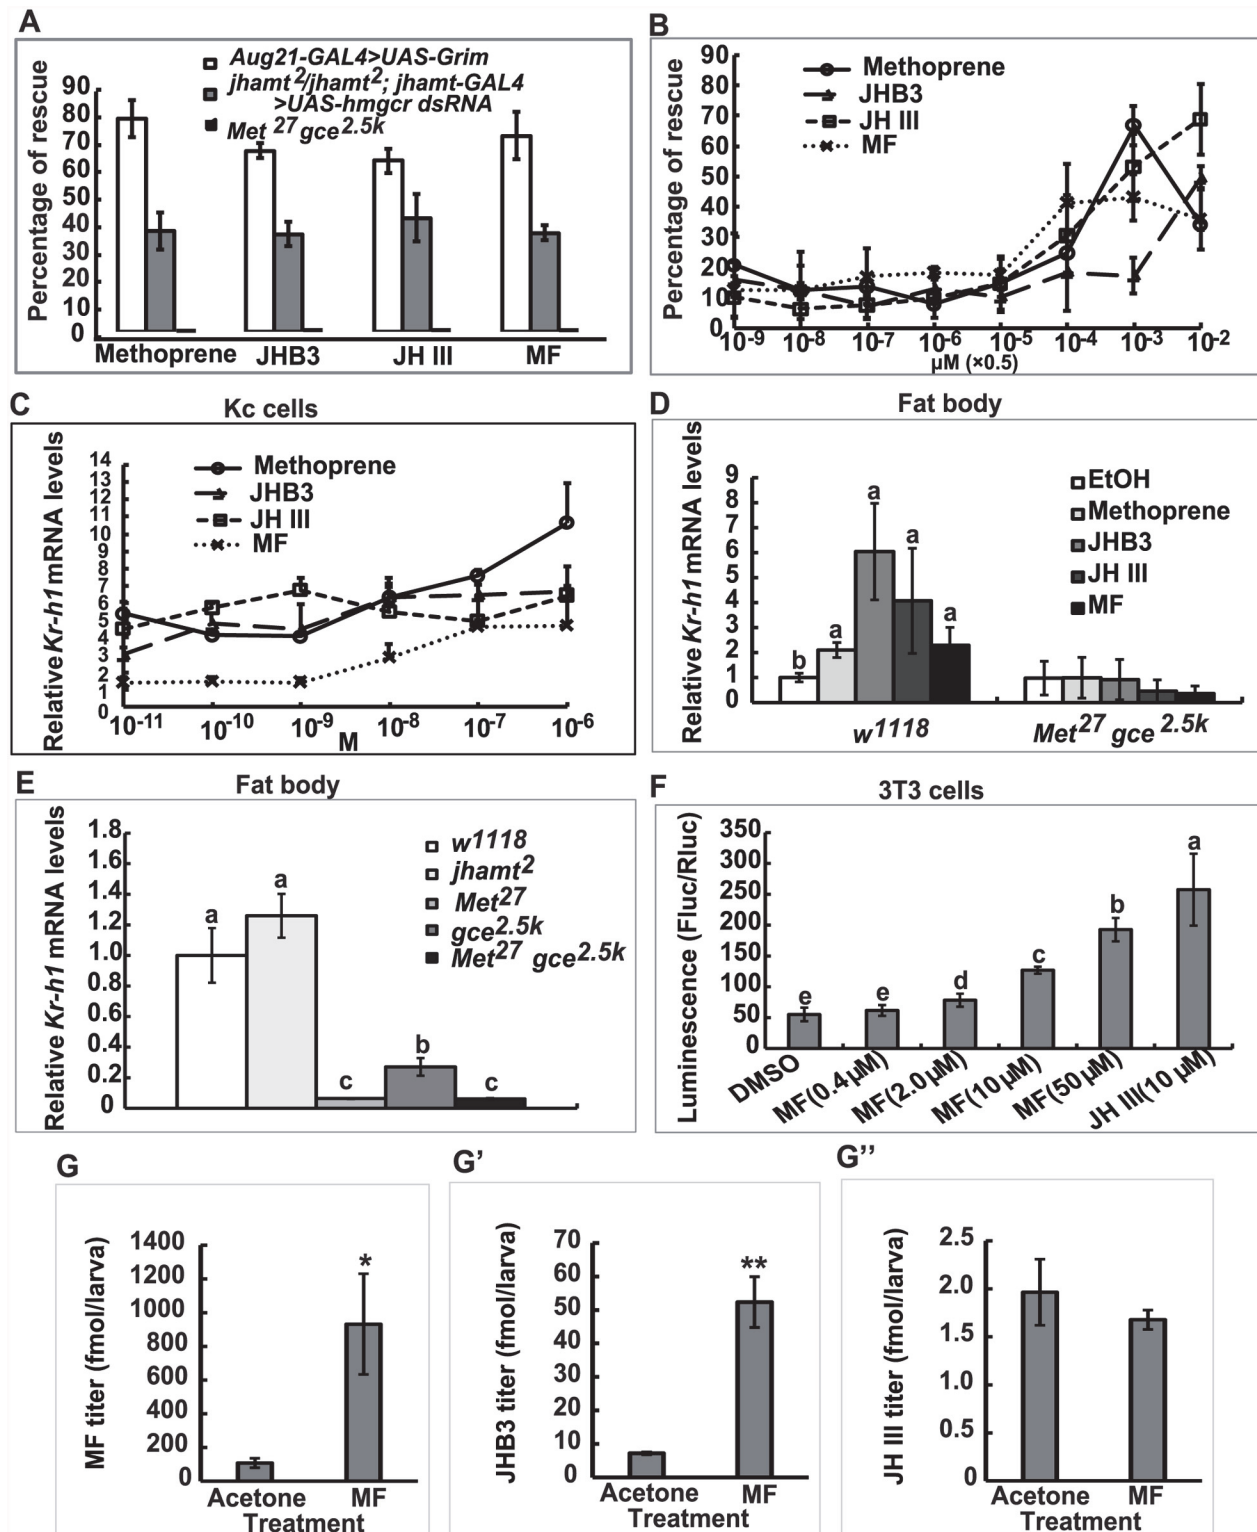 A
Aug21-GAL4>UAS-Grim
jhamt2/jhamt2; jhamt-GAL4
>UAS-hmgcr dsRNA
Met27 gce2.5k
Percentage of rescue
90
80
70
60
50
40
30
20
10
0
Methoprene JHB3 JH III MF
B
Methoprene
JHB3
JH III
MF
Percentage of rescue
90
80
70
60
50
40
30
20
10
0
10-9 10-8 10-7 10-6 10-5 10-4 10-3 10-2
µM (×0.5)
C
Kc cells
Methoprene
JHB3
JH III
MF
Relative Kr-h1 mRNA levels
14
13
12
11
10
9
8
7
6
5
4
3
2
1
0
10-11 10-10 10-9 10-8 10-7 10-6
M
D
Fat body
EtOH
Methoprene
JHB3
JH III
MF
Relative Kr-h1 mRNA levels
9
8
7
6
5
4
3
2
1
0
b a a a a
w1118 Met27 gce 2.5k
E
Fat body
w1118
jhamt2
Met27
gce2.5k
Met27 gce2.5k
Relative Kr-h1 mRNA levels
1.8
1.6
1.4
1.2
1.0
0.8
0.6
0.4
0.2
0
a a c b c
F
3T3 cells
Luminescence (Fluc/Rluc)
350
300
250
200
150
100
50
0
e e d c b a
DMSO MF(0.4 µM) MF(2.0 µM) MF(10 µM) MF(50 µM) JH III(10 µM)
G
MF titer (fmol/larva)
1400
1200
1000
800
600
400
200
0
*
Acetone MF
Treatment
G’
JHB3 titer (fmol/larva)
70
60
50
40
30
20
10
0
**
Acetone MF
Treatment
G’’
JH III titer (fmol/larva)
2.5
2.0
1.5
1.0
0.5
0
Acetone MF
Treatment